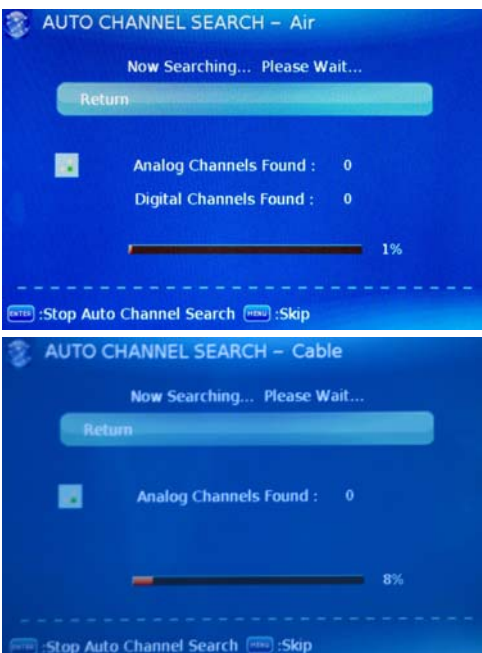 AUTO CHANNEL SEARCH – Air
Now Searching... Please Wait...
Return
Analog Channels Found : 0
Digital Channels Found : 0
1%
ENTER :Stop Auto Channel Search MENU :Skip
AUTO CHANNEL SEARCH – Cable
Now Searching... Please Wait...
Return
Analog Channels Found : 0
8%
ENTER :Stop Auto Channel Search MENU :Skip